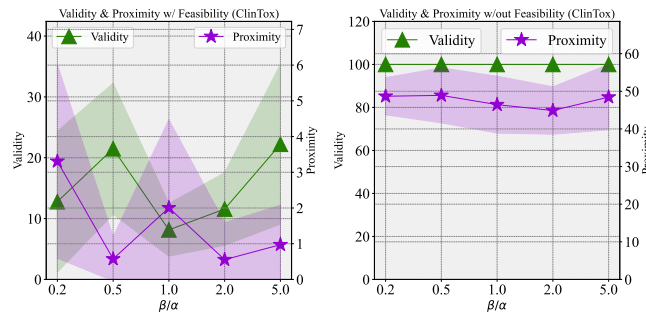 Validity & Proximity w/ Feasibility (ClinTox)
Validity
Proximity
40
30
20
10
0
Validity
7
6
5
4
3
2
1
0
Proximity
0.2 0.5 1.0 2.0 5.0
β/α
Validity & Proximity w/out Feasibility (ClinTox)
Validity
Proximity
120
100
80
60
40
20
0
Validity
60
50
40
30
20
10
0
Proximity
0.2 0.5 1.0 2.0 5.0
β/α